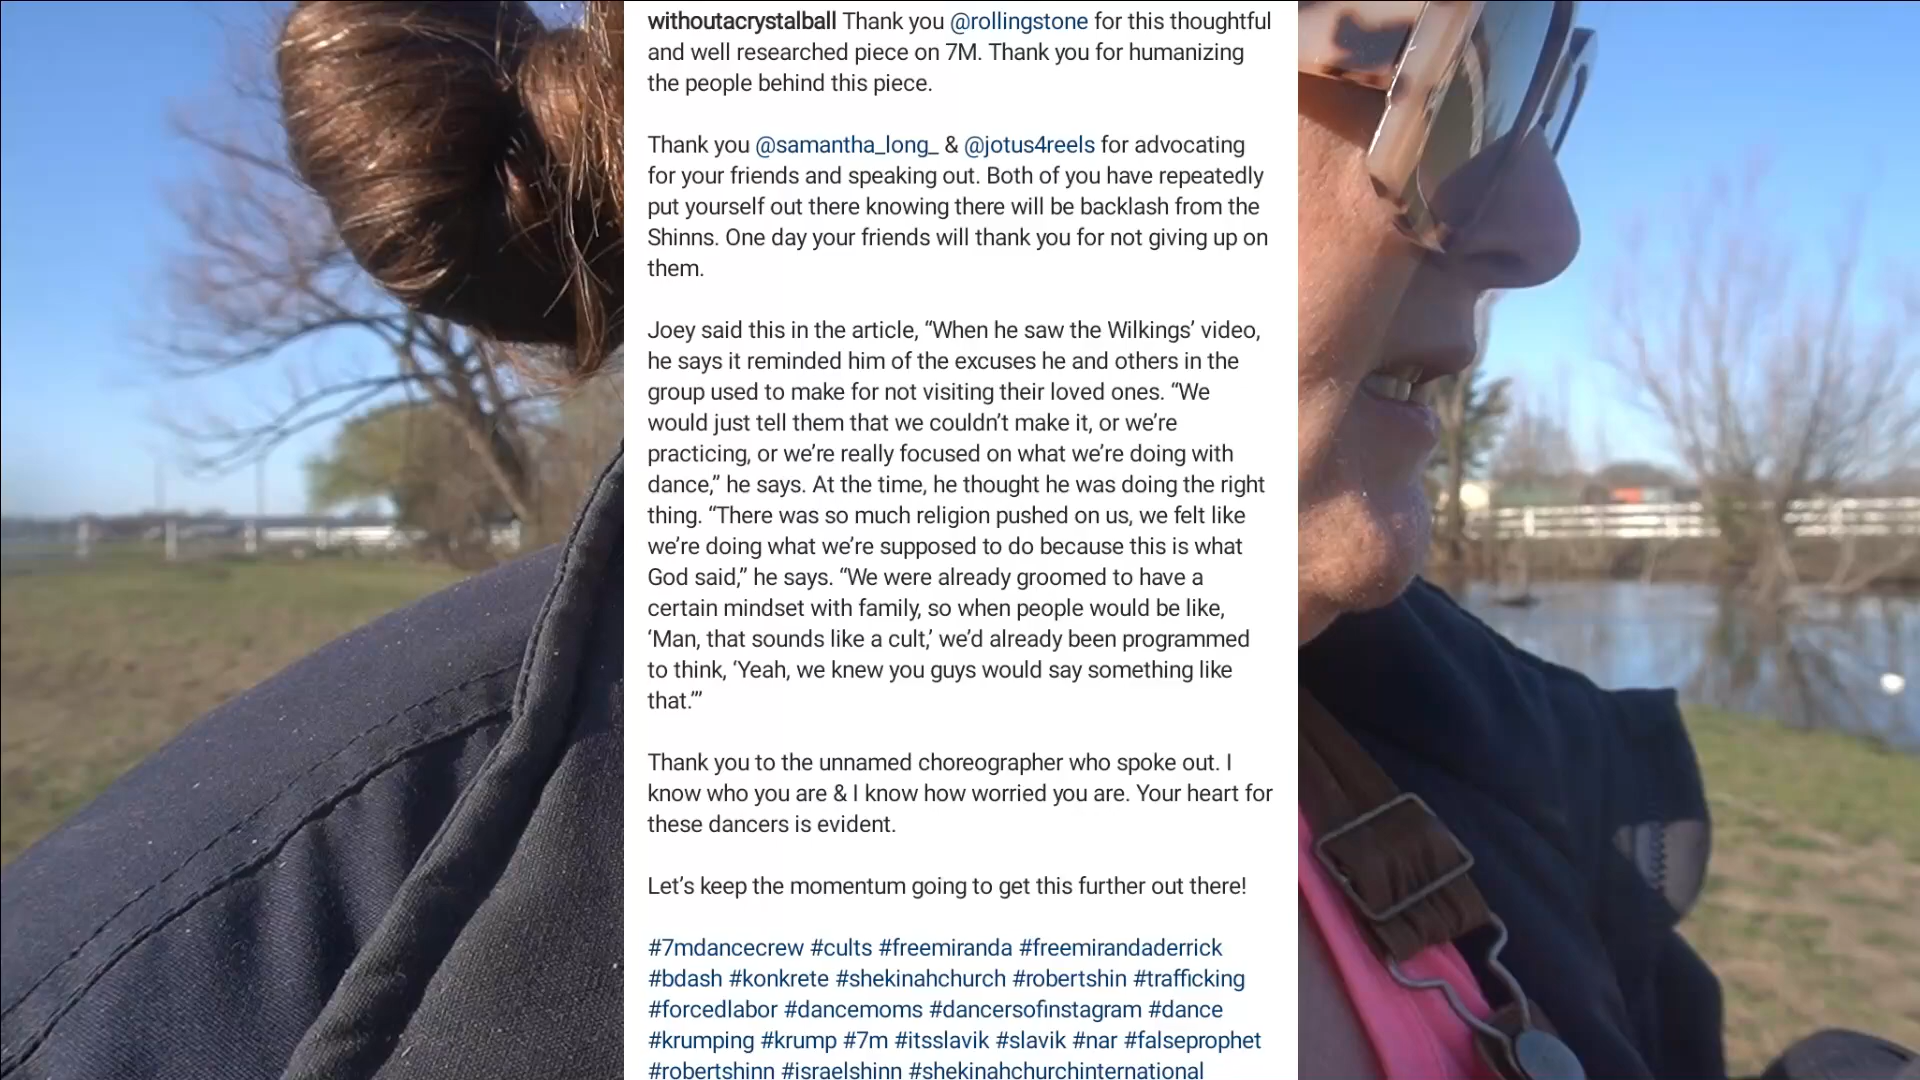 withoutacrystalball Thank you @rollingstone for this thoughtful
and well researched piece on 7M. Thank you for humanizing
the people behind this piece.
Thank you @samantha_long_ & @jotus4reels for advocating
for your friends and speaking out. Both of you have repeatedly
put yourself out there knowing there will be backlash from the
Shinns. One day your friends will thank you for not giving up on
them.
Joey said this in the article, “When he saw the Wilkings’ video,
he says it reminded him of the excuses he and others in the
group used to make for not visiting their loved ones. “We
would just tell them that we couldn’t make it, or we’re
practicing, or we’re really focused on what we’re doing with
dance,” he says. At the time, he thought he was doing the right
thing. “There was so much religion pushed on us, we felt like
we’re doing what we’re supposed to do because this is what
God said,” he says. “We were already groomed to have a
certain mindset with family, so when people would be like,
‘Man, that sounds like a cult,’ we’d already been programmed
to think, ‘Yeah, we knew you guys would say something like
that.’”
Thank you to the unnamed choreographer who spoke out. I
know who you are & I know how worried you are. Your heart for
these dancers is evident.
Let’s keep the momentum going to get this further out there!
#7mdancecrew #cults #freemiranda #freemirandaderrick
#bdash #konkrete #shekinahchurch #robertshin #trafficking
#forcedlabor #dancemoms #dancersofinstagram #dance
#krumping #krump #7m #itsslavik #slavik #nar #falseprophet
#robertshinn #israelshinn #shekinahchurchinternational